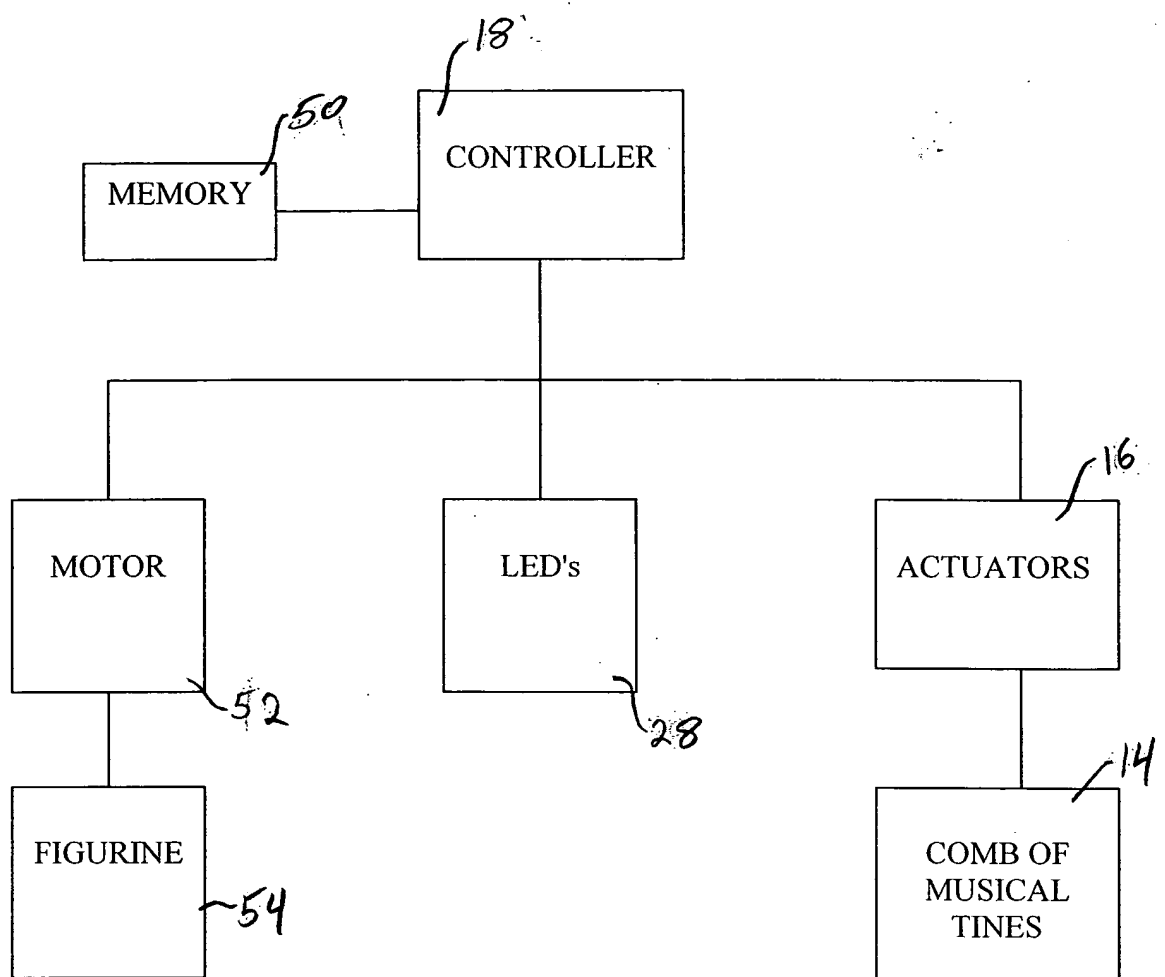 18
50
CONTROLLER
MEMORY
16
MOTOR
LED's
ACTUATORS
52
28
14
FIGURINE
COMB OF
MUSICAL
TINES
54